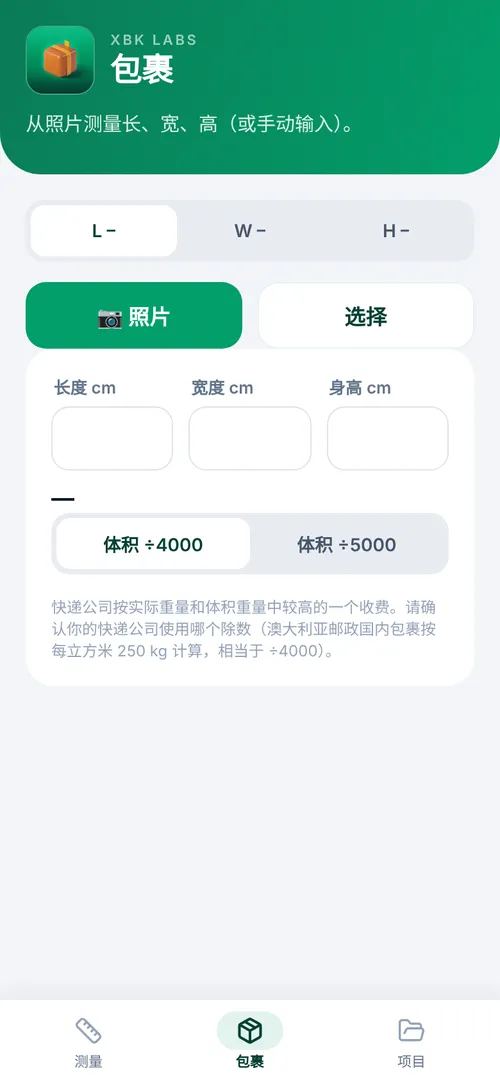 XBK LABS
包裹
从照片测量长、宽、高（或手动输入）。
L –
W –
H –
📷 照片
选择
长度 cm
宽度 cm
身高 cm
—
体积 ÷4000
体积 ÷5000
快递公司按实际重量和体积重量中较高的一个收费。请确
认你的快递公司使用哪个除数（澳大利亚邮政国内包裹按
每立方米 250 kg 计算，相当于 ÷4000）。
测量
包裹
项目